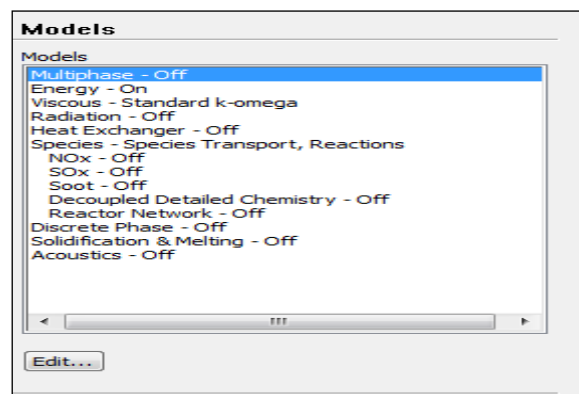 Models
Models
Multiphase - Off
Energy - On
Viscous - Standard k-omega
Radiation - Off
Heat Exchanger - Off
Species - Species Transport, Reactions
NOx - Off
SOx - Off
Soot - Off
Decoupled Detailed Chemistry - Off
Reactor Network - Off
Discrete Phase - Off
Solidification & Melting - Off
Acoustics - Off
Edit...